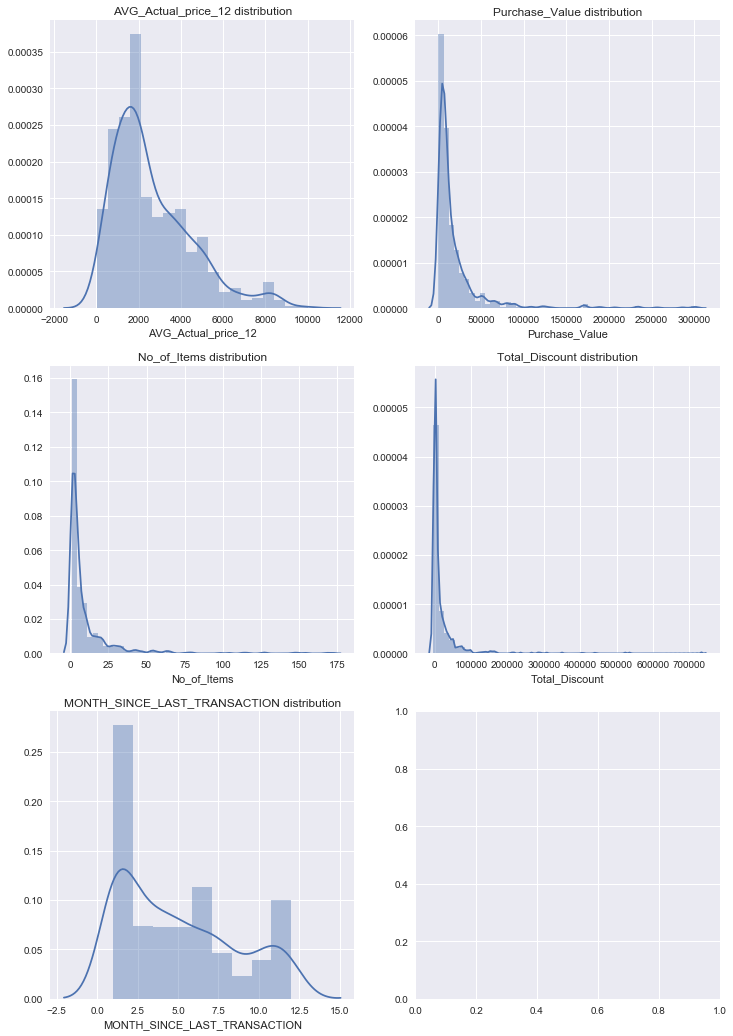 AVG_Actual_price_12 distribution
0.00035
0.00030
0.00025
0.00020
0.00015
0.00010
0.00005
0.00000
−2000 0 2000 4000 6000 8000 10000 12000
AVG_Actual_price_12
Purchase_Value distribution
0.00006
0.00005
0.00004
0.00003
0.00002
0.00001
0.00000
0 50000 100000 150000 200000 250000 300000
Purchase_Value
No_of_Items distribution
0.16
0.14
0.12
0.10
0.08
0.06
0.04
0.02
0.00
0 25 50 75 100 125 150 175
No_of_Items
Total_Discount distribution
0.00005
0.00004
0.00003
0.00002
0.00001
0.00000
0 100000 200000 300000 400000 500000 600000 700000
Total_Discount
MONTH_SINCE_LAST_TRANSACTION distribution
0.25
0.20
0.15
0.10
0.05
0.00
−2.5 0.0 2.5 5.0 7.5 10.0 12.5 15.0
MONTH_SINCE_LAST_TRANSACTION
1.0
0.8
0.6
0.4
0.2
0.0
0.0 0.2 0.4 0.6 0.8 1.0